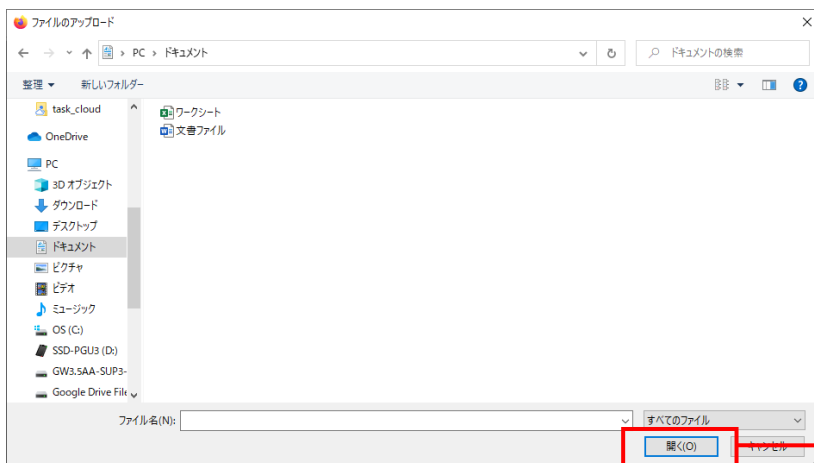 ファイルのアップロード
PC › ドキュメント
ドキュメントの検索
整理 新しいフォルダー
task_cloud
OneDrive
PC
3D オブジェクト
ダウンロード
デスクトップ
ドキュメント
ピクチャ
ビデオ
ミュージック
OS (C:)
SSD-PGU3 (D:)
GW3.5AA-SUP3-
Google Drive File
ワークシート
文書ファイル
ファイル名(N):
すべてのファイル
開く(O)
キャンセル